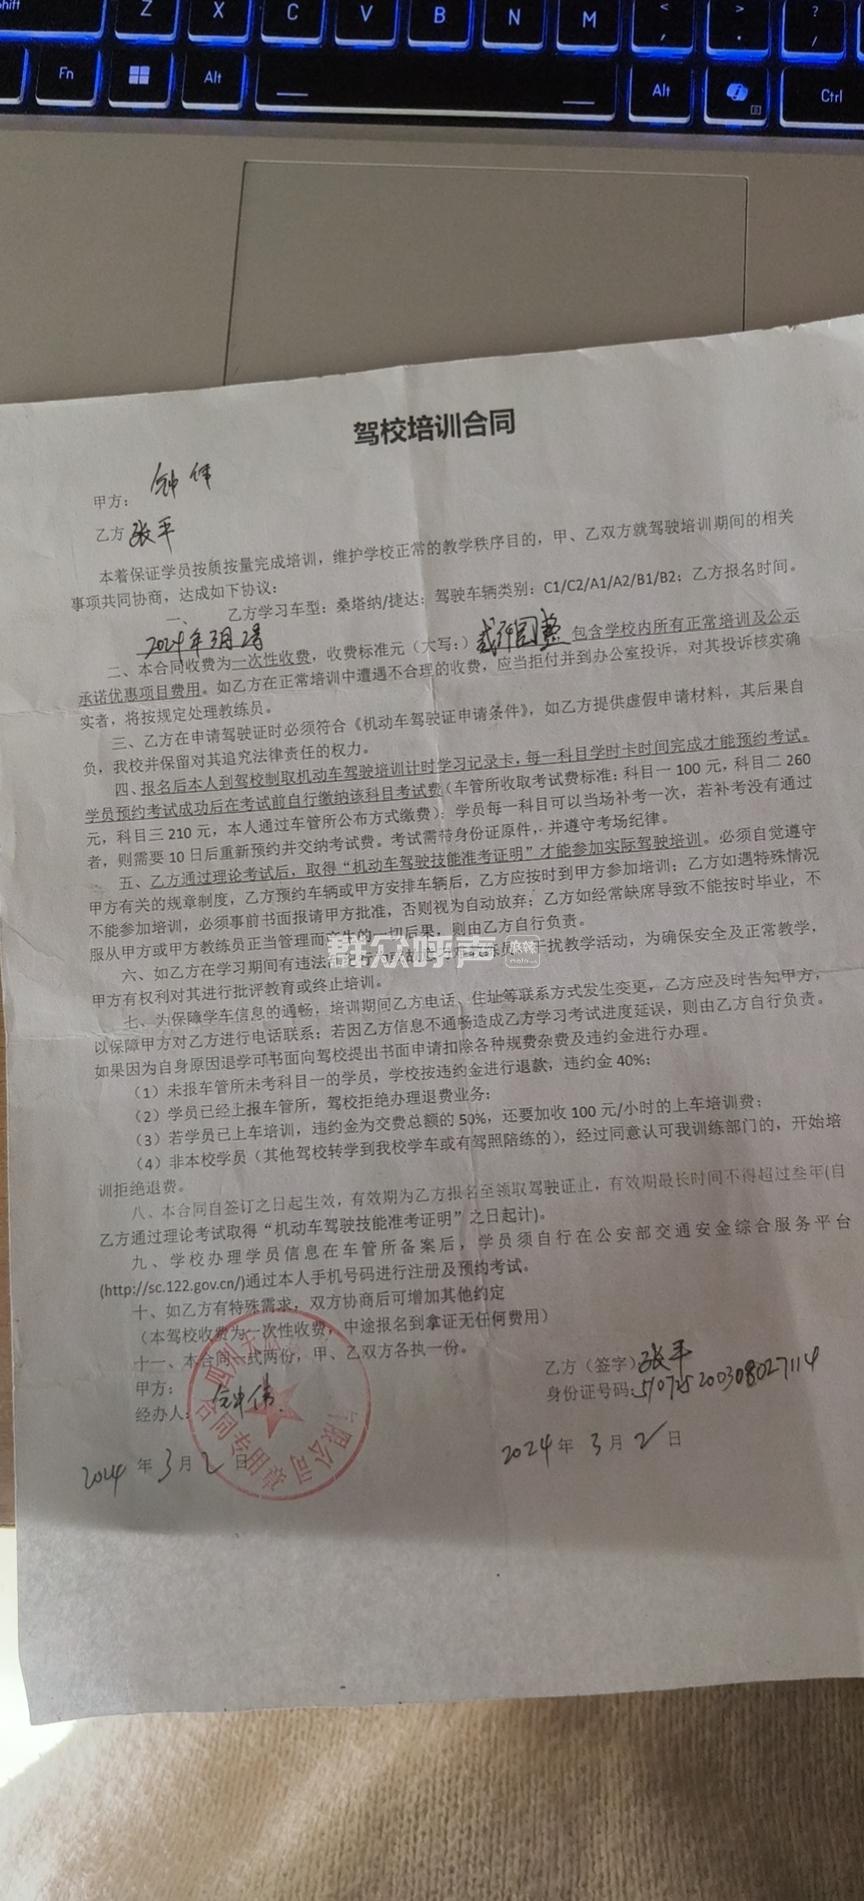 Shift Z X C V B N M < , > . ? /
Fn Alt Alt Ctrl
驾校培训合同
甲方： 钟伟
乙方 张平
本着保证学员按质按量完成培训，维护学校正常的教学秩序目的，甲、乙双方就驾驶培训期间的相关
事项共同协商，达成如下协议：
一、 乙方学习车型：桑塔纳/捷达；驾驶车辆类别：C1/C2/A1/A2/B1/B2；乙方报名时间。
2024年3月2号
二、本合同收费为一次性收费，收费标准元（大写：）贰仟圆整 包含学校内所有正常培训及公示
承诺优惠项目费用。如乙方在正常培训中遭遇不合理的收费，应当拒付并到办公室投诉，对其投诉核实确
实者，将按规定处理教练员。
三、乙方在申请驾驶证时必须符合《机动车驾驶证申请条件》，如乙方提供虚假申请材料，其后果自
负，我校并保留对其追究法律责任的权力。
四、报名后本人到驾校制取机动车驾驶培训计时学习记录卡，每一科目学时卡时间完成才能预约考试。
学员预约考试成功后在考试前自行缴纳该科目考试费（车管所收取考试费标准：科目一 100 元，科目二 260
元，科目三 210 元，本人通过车管所公布方式缴费）；学员每一科目可以当场补考一次，若补考没有通过
者，则需要 10 日后重新预约并交纳考试费。考试需持身份证原件，并遵守考场纪律。
五、乙方通过理论考试后，取得“机动车驾驶技能准考证明”才能参加实际驾驶培训。必须自觉遵守
甲方有关的规章制度，乙方预约车辆或甲方安排车辆后，乙方应按时到甲方参加培训；乙方如遇特殊情况
不能参加培训，必须事前书面报请甲方批准，否则视为自动放弃；乙方如经常缺席导致不能按时毕业，不
服从甲方或甲方教练员正当管理而产生的一切后果，则由乙方自行负责。
六、如乙方在学习期间有违法 干扰教学活动，为确保安全及正常教学，
群众呼声
甲方有权利对其进行批评教育或终止培训。
七、为保障学车信息的通畅，培训期间乙方电话、住址等联系方式发生变更，乙方应及时告知甲方，
以保障甲方对乙方进行电话联系；若因乙方信息不通畅造成乙方学习考试进度延误，则由乙方自行负责。
如果因为自身原因退学可书面向驾校提出书面申请扣除各种规费杂费及违约金进行办理。
（1）未报车管所未考科目一的学员，学校按违约金进行退款，违约金 40%；
（2）学员已经上报车管所，驾校拒绝办理退费业务；
（3）若学员已上车培训，违约金为交费总额的 50%，还要加收 100 元/小时的上车培训费；
（4）非本校学员（其他驾校转学到我校学车或有驾照陪练的），经过同意认可我训练部门的，开始培
训拒绝退费。
八、本合同自签订之日起生效，有效期为乙方报名至领取驾驶证止，有效期最长时间不得超过叁年(自
乙方通过理论考试取得“机动车驾驶技能准考证明”之日起计)。
九、学校办理学员信息在车管所备案后，学员须自行在公安部交通安全综合服务平台
(http://sc.122.gov.cn/)通过本人手机号码进行注册及预约考试。
十、如乙方有特殊需求，双方协商后可增加其他约定
（本驾校收费为一次性收费，中途报名到拿证无任何费用）
十一、本合同一式两份，甲、乙双方各执一份。
甲方：
乙方（签字）张平
经办人： 钟伟
身份证号码:510725200308027114
合同专用章
有限公司
2024 年 3 月 2 日
2024 年 3 月 2 日